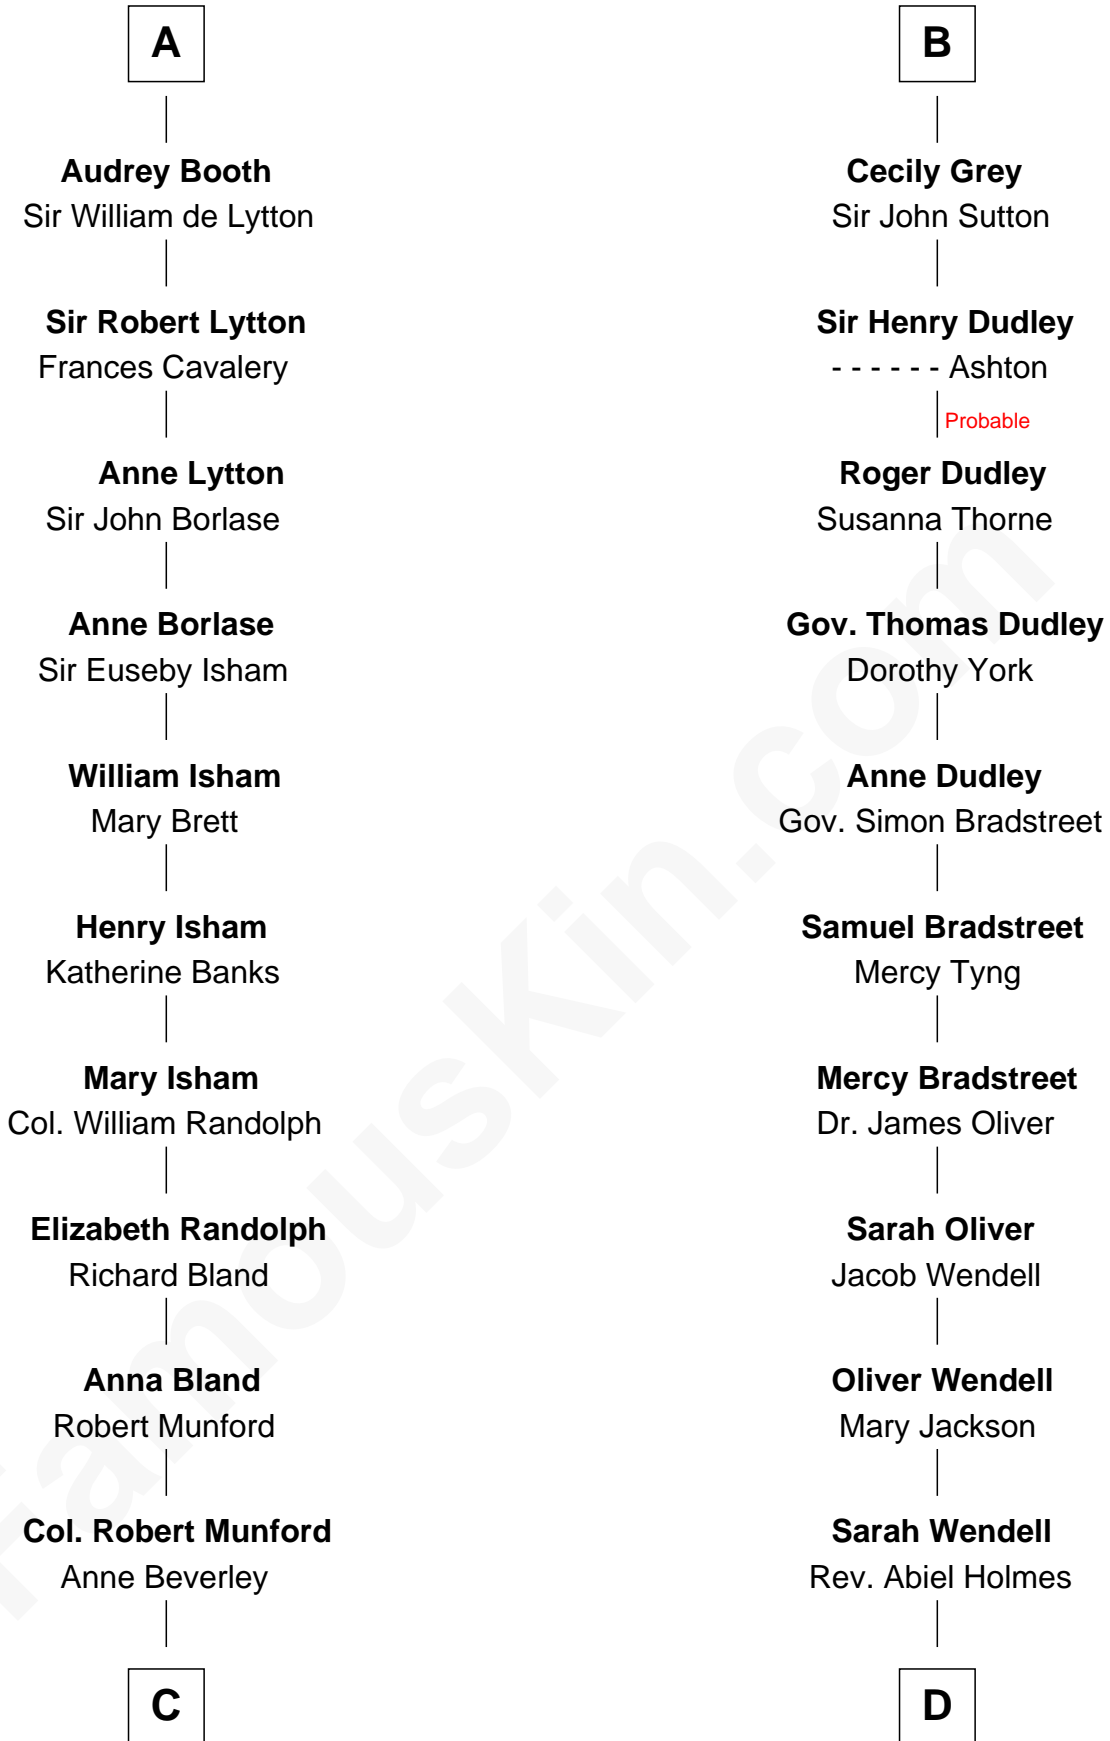 A
Audrey Booth
Sir William de Lytton
Sir Robert Lytton
Frances Cavalery
Anne Lytton
Sir John Borlase
Anne Borlase
Sir Euseby Isham
William Isham
Mary Brett
Henry Isham
Katherine Banks
Mary Isham
Col. William Randolph
Elizabeth Randolph
Richard Bland
Anna Bland
Robert Munford
Col. Robert Munford
Anne Beverley
C
B
Cecily Grey
Sir John Sutton
Sir Henry Dudley
- - - - - - Ashton
Probable
Roger Dudley
Susanna Thorne
Gov. Thomas Dudley
Dorothy York
Anne Dudley
Gov. Simon Bradstreet
Samuel Bradstreet
Mercy Tyng
Mercy Bradstreet
Dr. James Oliver
Sarah Oliver
Jacob Wendell
Oliver Wendell
Mary Jackson
Sarah Wendell
Rev. Abiel Holmes
D
FamousKin.com